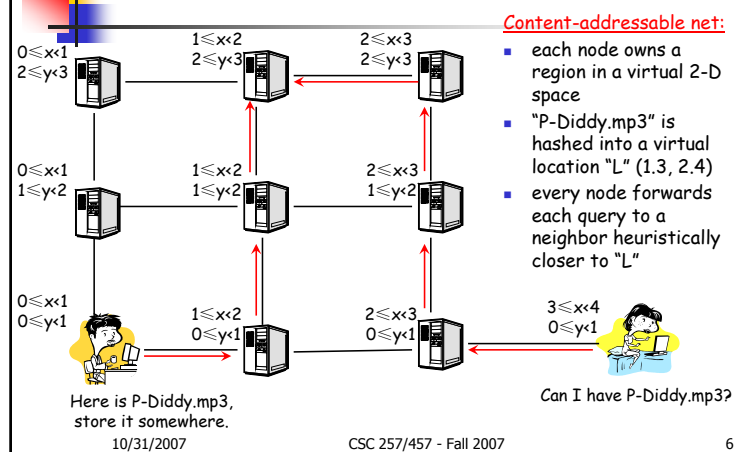 Content-addressable net:
each node owns a
region in a virtual 2-D
space
"P-Diddy.mp3" is
hashed into a virtual
location "L" (1.3, 2.4)
every node forwards
each query to a
neighbor heuristically
closer to "L"
0≤x<1
2≤y<3
1≤x<2
2≤y<3
2≤x<3
2≤y<3
0≤x<1
1≤y<2
1≤x<2
1≤y<2
2≤x<3
1≤y<2
0≤x<1
0≤y<1
1≤x<2
0≤y<1
2≤x<3
0≤y<1
3≤x<4
0≤y<1
Here is P-Diddy.mp3,
store it somewhere.
Can I have P-Diddy.mp3?
10/31/2007
CSC 257/457 - Fall 2007
6